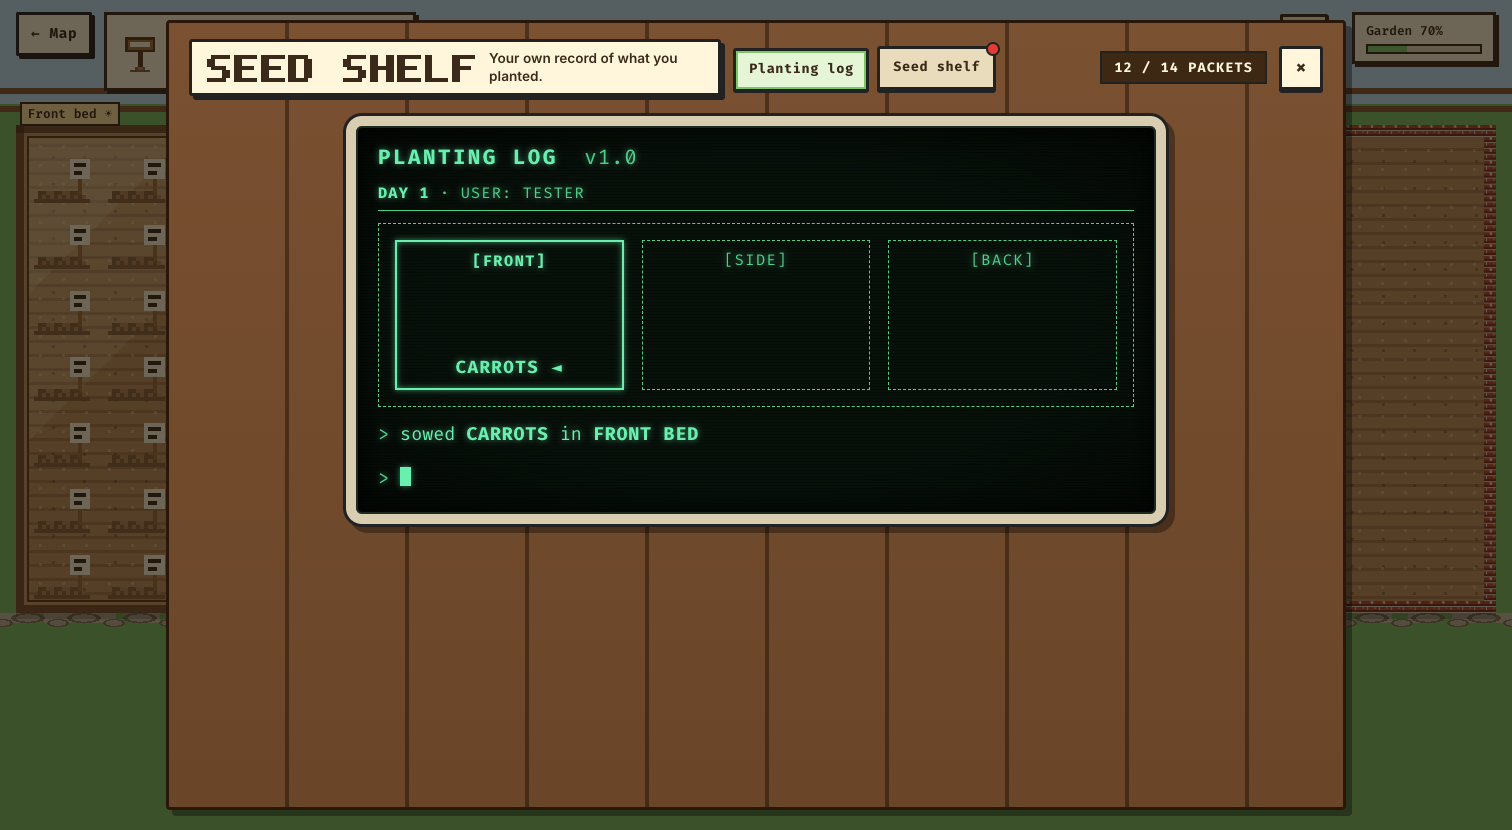 ← Map
Garden 70%
SEED SHELF
Your own record of what you
planted.
Planting log
Seed shelf
12 / 14 PACKETS
✖
Front bed ☀
PLANTING LOG v1.0
DAY 1 · USER: TESTER
[FRONT]
[SIDE]
[BACK]
CARROTS ◄
> sowed CARROTS in FRONT BED
>